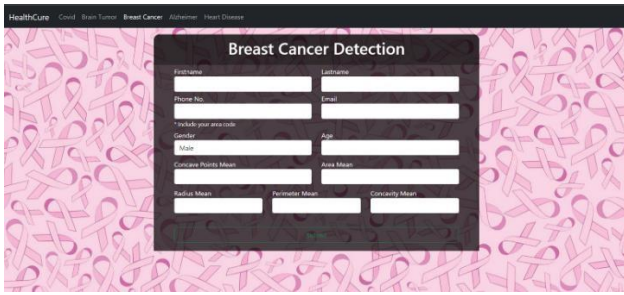 HealthCure Covid Brain Tumor Breast Cancer Alzheimer Heart Disease
Breast Cancer Detection
Firstname Lastname
Phone No. Email
* Include your area code
Gender Age
Male
Concave Points Mean Area Mean
Radius Mean Perimeter Mean Concavity Mean